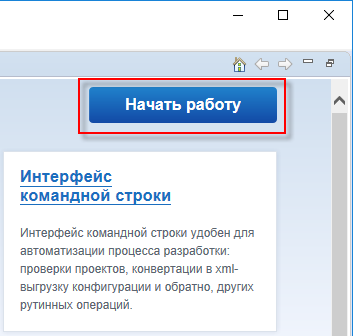 Начать работу
Интерфейс
командной строки
Интерфейс командной строки удобен для
автоматизации процесса разработки:
проверки проектов, конвертации в xml-
выгрузку конфигурации и обратно, других
рутинных операций.